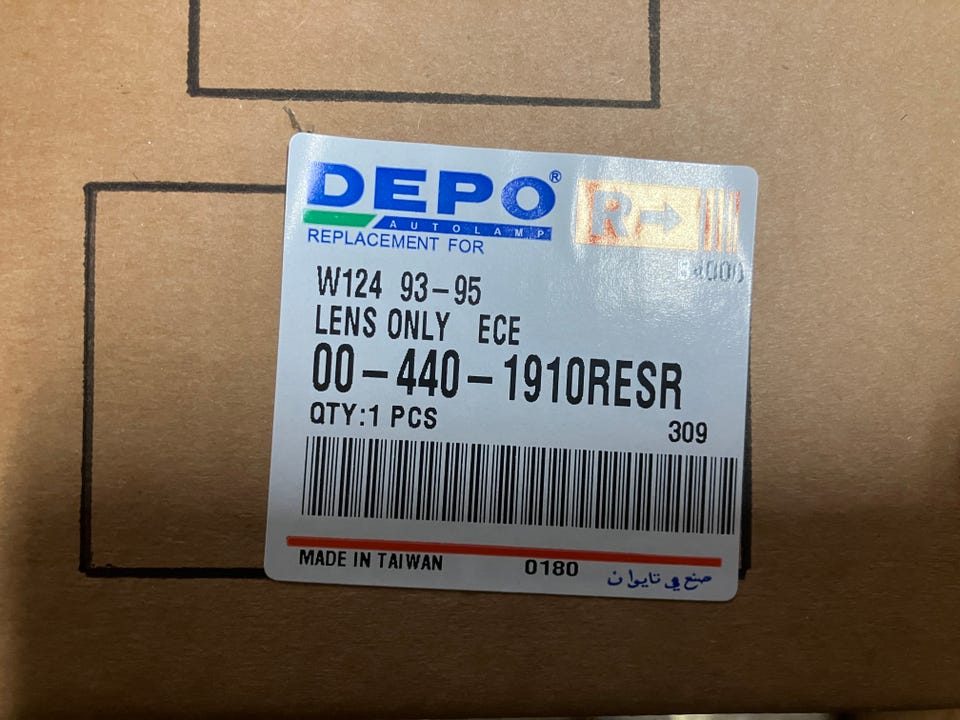 DEPO®
AUTOLAMP
REPLACEMENT FOR
R→
W124 93-95
LENS ONLY ECE
00-440-1910RESR
QTY:1 PCS
309
MADE IN TAIWAN
0180
صنع في تايوان